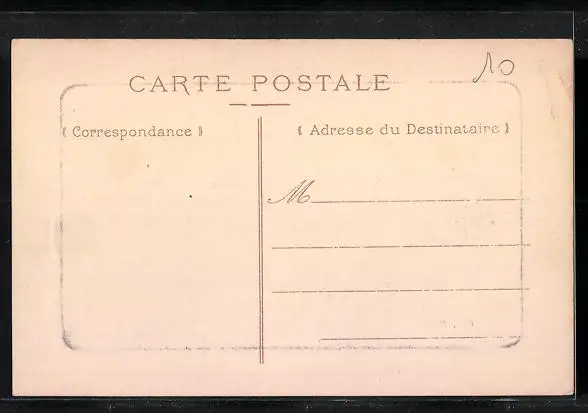 10
CARTE POSTALE
( Correspondance )
( Adresse du Destinataire )
M